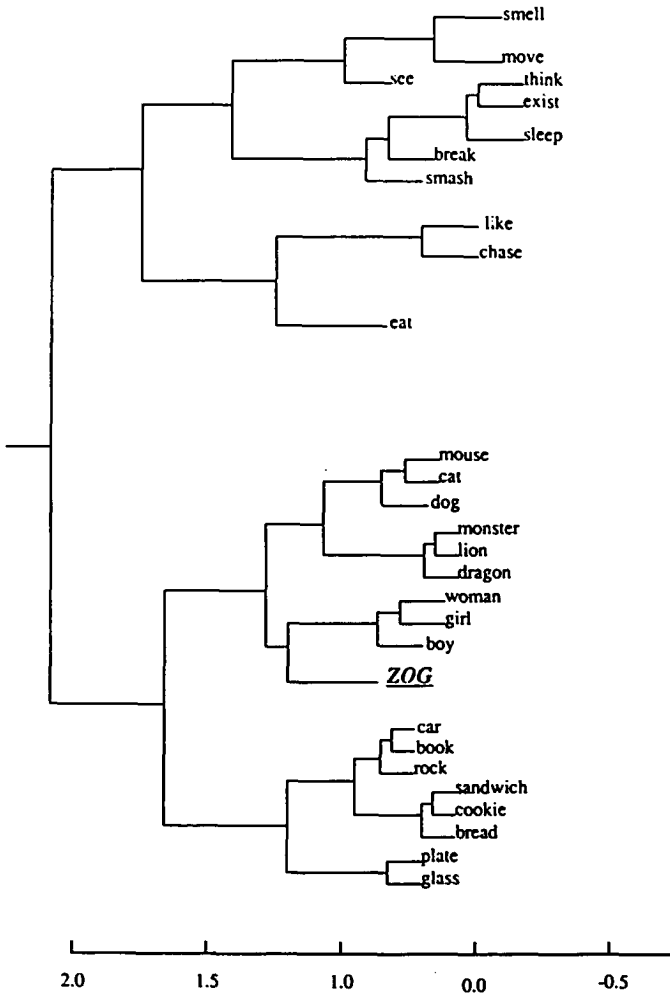 smell
move
see
think
exist
sleep
break
smash
like
chase
eat
mouse
cat
dog
monster
lion
dragon
woman
girl
boy
ZOG
car
book
rock
sandwich
cookie
bread
plate
glass
2.0 1.5 1.0 0.0 -0.5